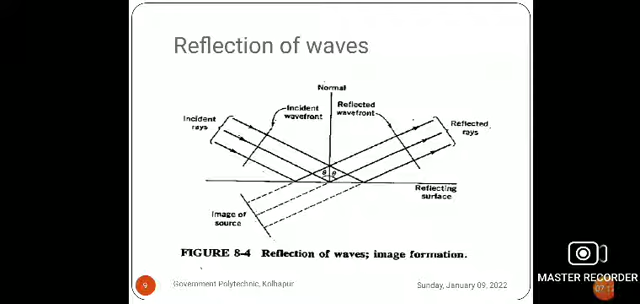 Reflection of waves
Normal
Incident
rays
Incident
wavefront
Reflected
wavefront
Reflected
rays
θ θ
Reflecting
surface
Image of
source
FIGURE 8-4 Reflection of waves; image formation.
9
Government Polytechnic, Kolhapur
Sunday, January 09, 2022
MASTER RECORDER